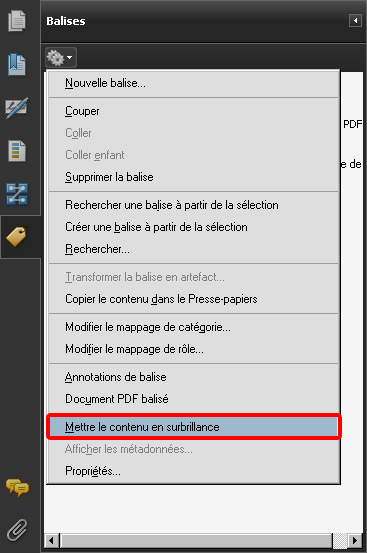 Balises
Nouvelle balise...
Couper
PDF
Coller
Coller enfant
e de
Supprimer la balise
Rechercher une balise à partir de la sélection
Créer une balise à partir de la sélection
Rechercher...
Transformer la balise en artefact...
Copier le contenu dans le Presse-papiers
Modifier le mappage de catégorie...
Modifier le mappage de rôle...
Annotations de balise
Document PDF balisé
Mettre le contenu en surbrillance
Afficher les métadonnées...
Propriétés...